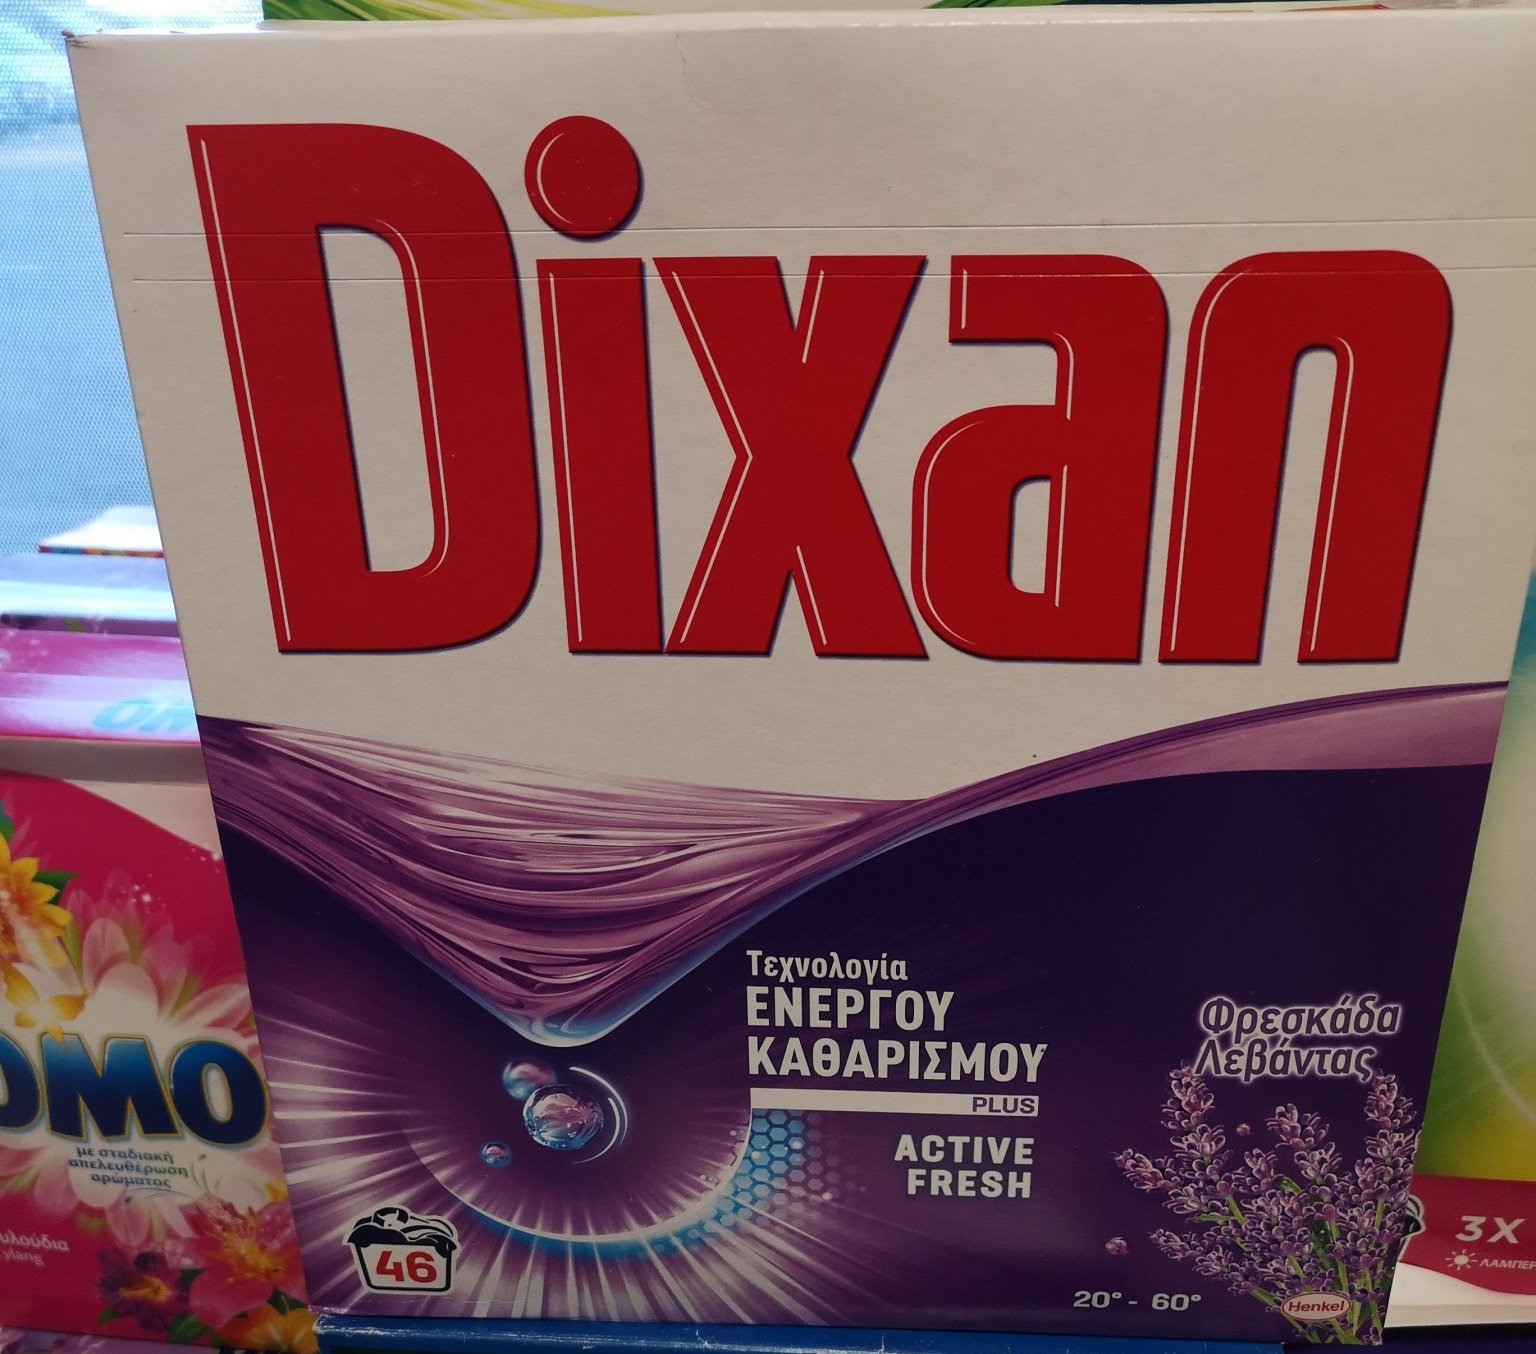 Dixan
Τεχνολογία
ΕΝΕΡΓΟΥ
ΚΑΘΑΡΙΣΜΟΥ
PLUS
ACTIVE
FRESH
Φρεσκάδα
Λεβάντας
46
20° - 60°
Henkel
OMO
με σταδιακή
απελευθέρωση
αρώματος
ylang
3X